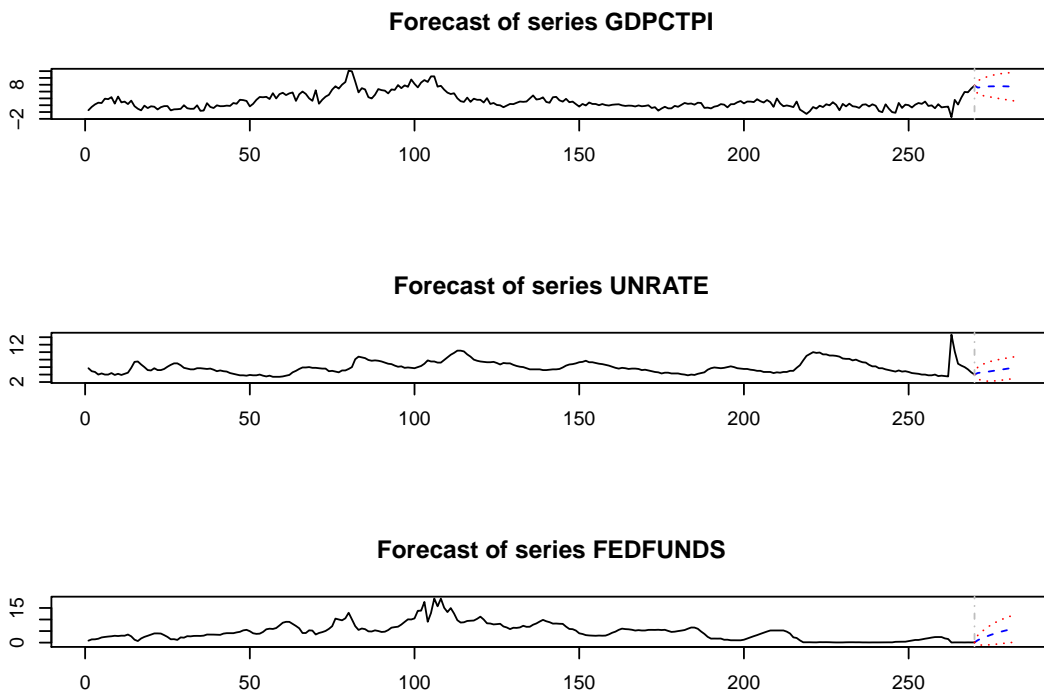 Forecast of series GDPCTPI
8
−2
0 50 100 150 200 250
Forecast of series UNRATE
12
2
0 50 100 150 200 250
Forecast of series FEDFUNDS
15
0
0 50 100 150 200 250